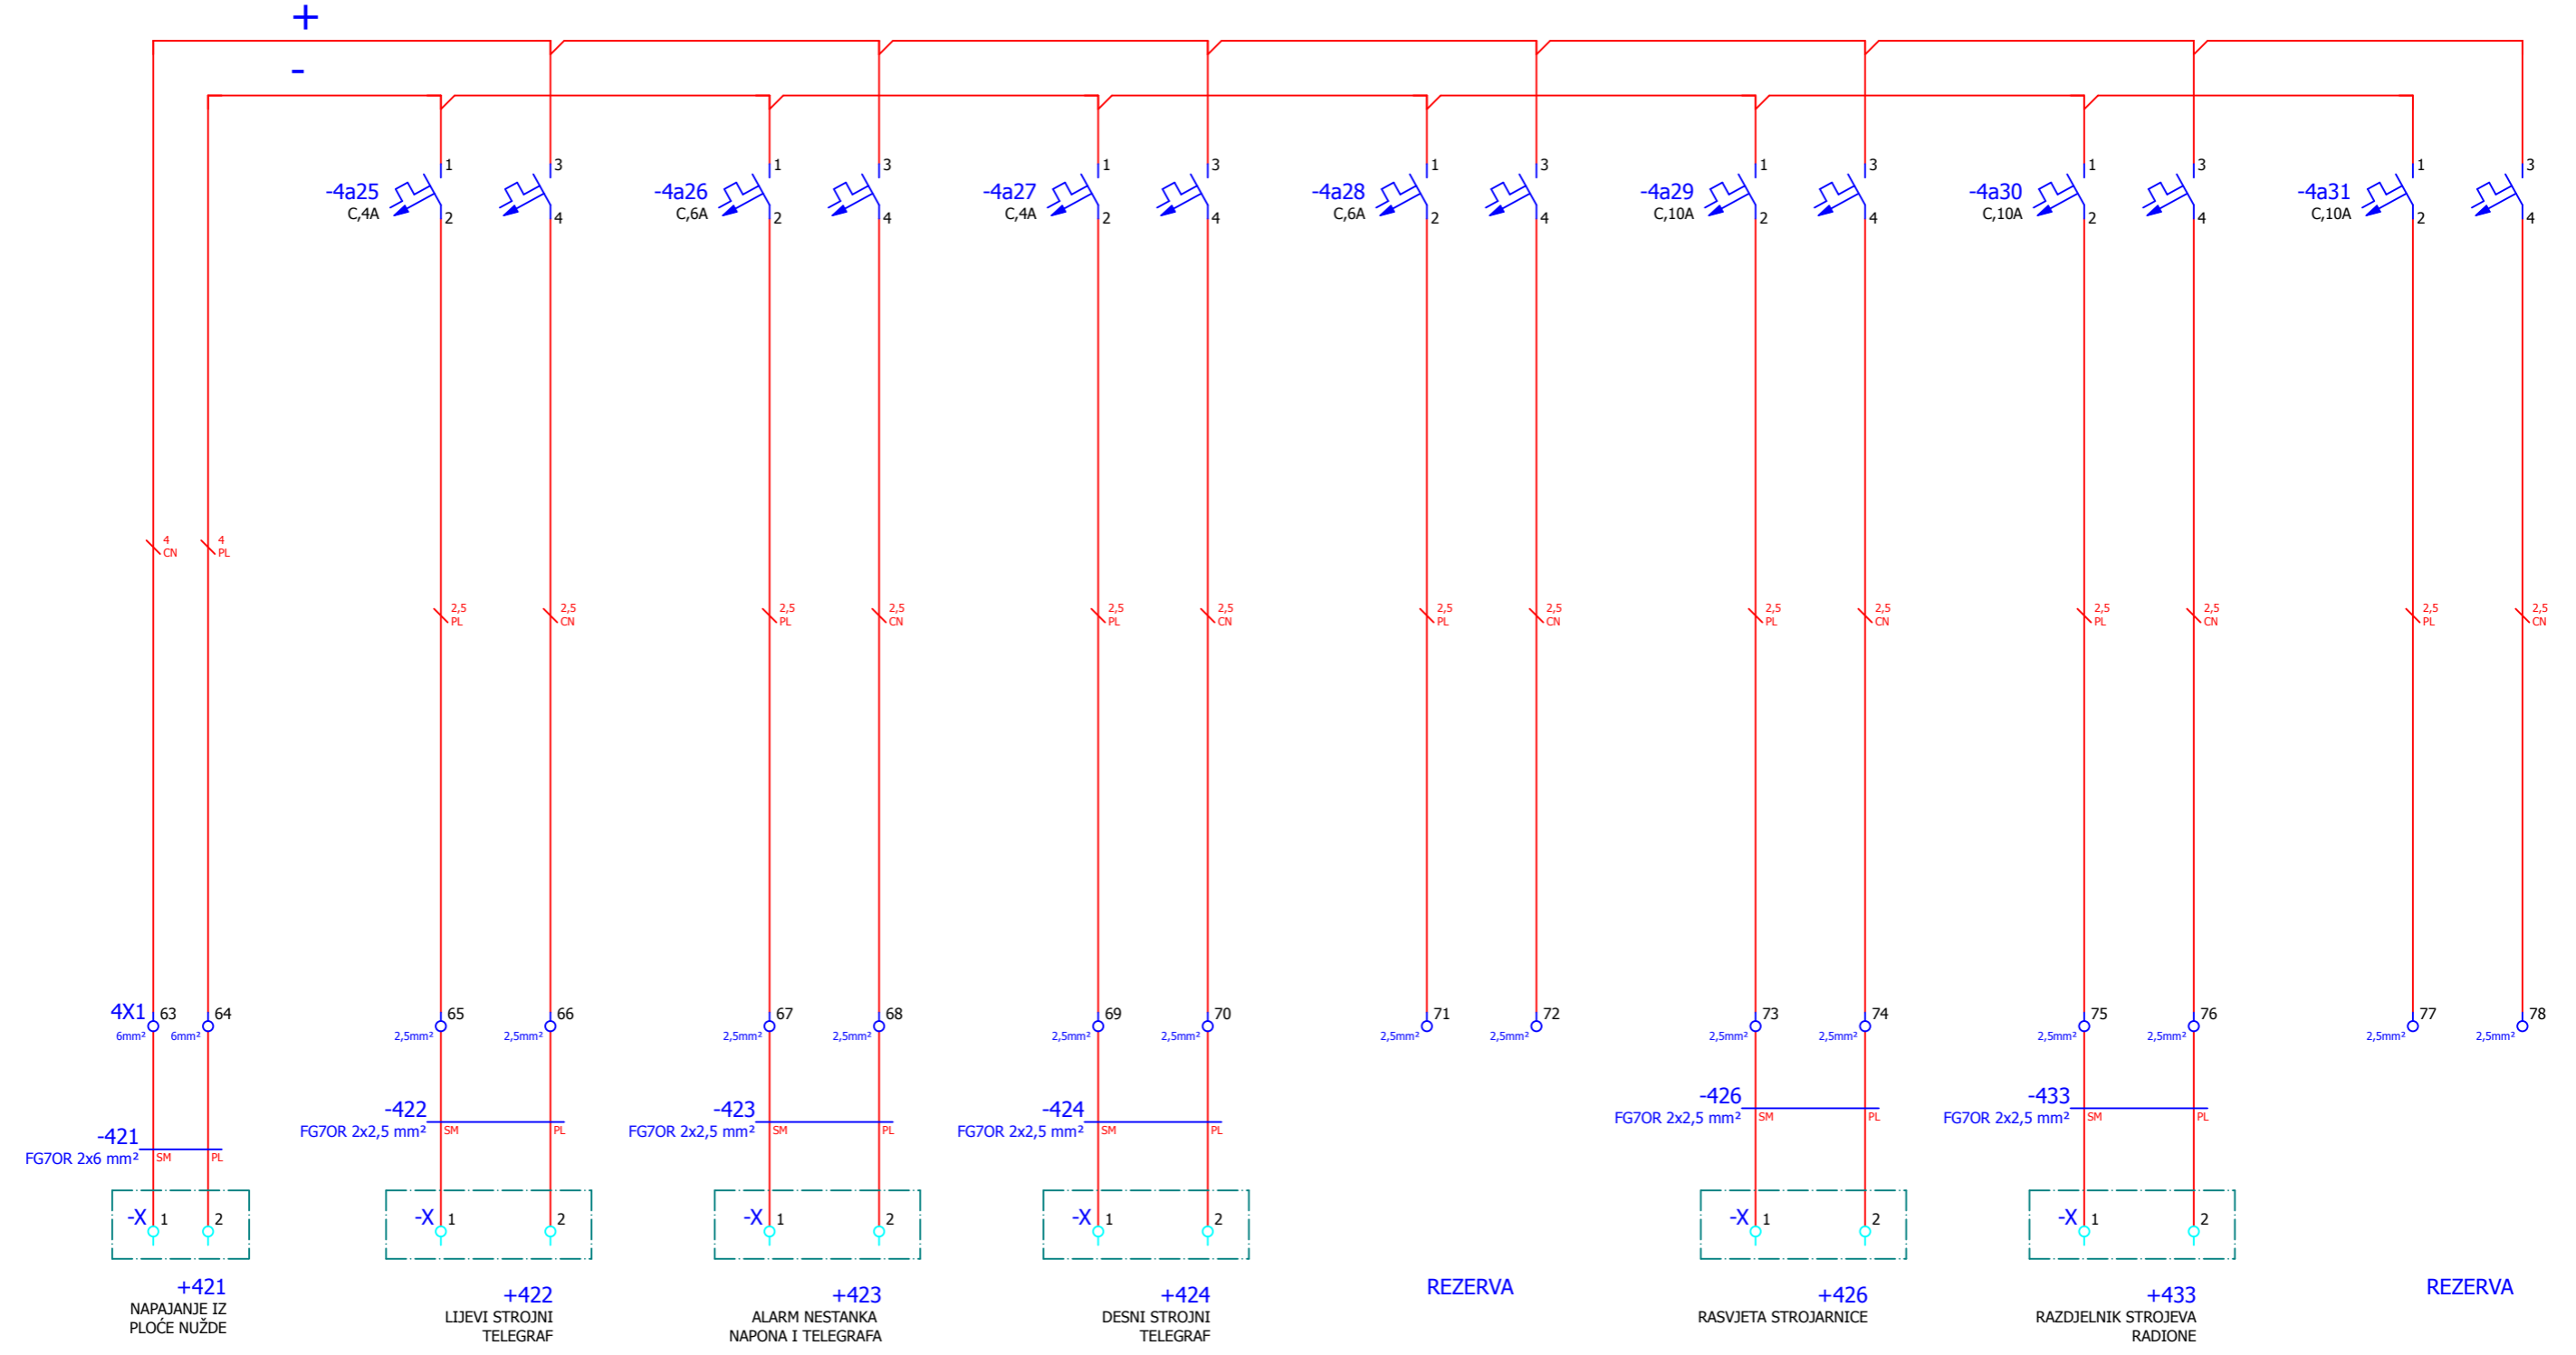 +
-
1 3 1 3 1 3 1 3 1 3 1 3 1 3
-4a25 -4a26 -4a27 -4a28 -4a29 -4a30 -4a31
C,4A C,6A C,4A C,6A C,10A C,10A C,10A
2 4 2 4 2 4 2 4 2 4 2 4 2 4
4 4
CN PL
2,5 2,5 2,5 2,5 2,5 2,5 2,5 2,5 2,5 2,5 2,5 2,5 2,5 2,5
PL CN PL CN PL CN PL CN PL CN PL CN PL CN
4X1 63 64 65 66 67 68 69 70 71 72 73 74 75 76 77 78
6mm² 6mm² 2,5mm² 2,5mm² 2,5mm² 2,5mm² 2,5mm² 2,5mm² 2,5mm² 2,5mm² 2,5mm² 2,5mm² 2,5mm² 2,5mm² 2,5mm² 2,5mm²
-426 -433
FG7OR 2x2,5 mm² SM PL FG7OR 2x2,5 mm² SM PL
-422 -423 -424
FG7OR 2x2,5 mm² SM PL FG7OR 2x2,5 mm² SM PL FG7OR 2x2,5 mm² SM PL
-421
FG7OR 2x6 mm² SM PL
-X 1 2 -X 1 2 -X 1 2 -X 1 2 -X 1 2 -X 1 2
+421
NAPAJANJE IZ
PLOĆE NUŽDE
+422
LIJEVI STROJNI
TELEGRAF
+423
ALARM NESTANKA
NAPONA I TELEGRAFA
+424
DESNI STROJNI
TELEGRAF
REZERVA
+426
RASVJETA STROJARNICE
+433
RAZDJELNIK STROJEVA
RADIONE
REZERVA